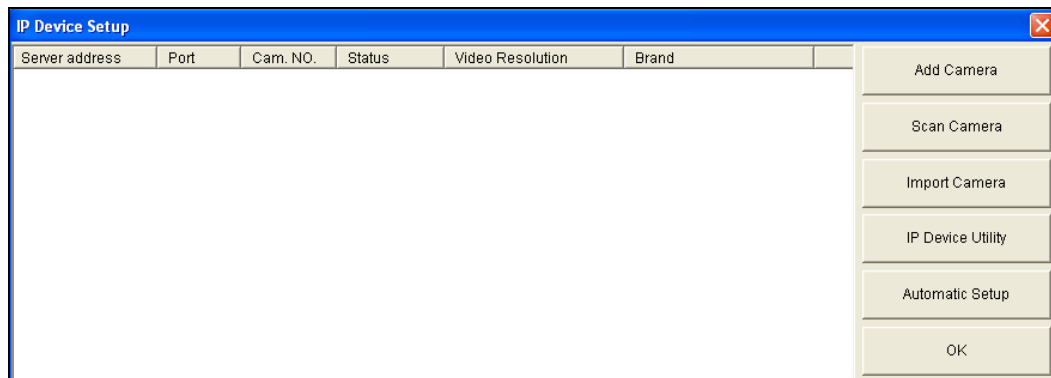 IP Device Setup
Server address Port Cam. NO. Status Video Resolution Brand
Add Camera
Scan Camera
Import Camera
IP Device Utility
Automatic Setup
OK